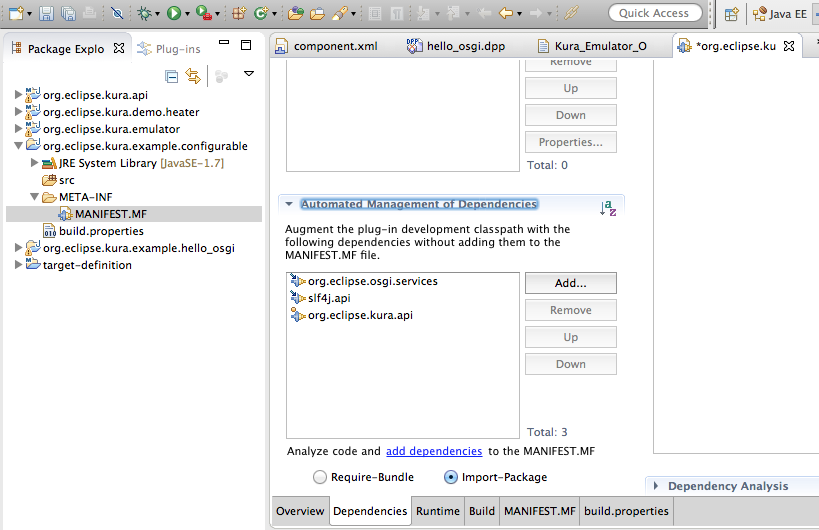 Quick Access
Java EE
Package Explo
Plug-ins
component.xml
hello_osgi.dpp
Kura_Emulator_O
*org.eclipse.ku
org.eclipse.kura.api
org.eclipse.kura.demo.heater
org.eclipse.kura.emulator
org.eclipse.kura.example.configurable
JRE System Library [JavaSE-1.7]
src
META-INF
MANIFEST.MF
build.properties
org.eclipse.kura.example.hello_osgi
target-definition
Remove
Up
Down
Properties...
Total: 0
Automated Management of Dependencies
Augment the plug-in development classpath with the
following dependencies without adding them to the
MANIFEST.MF file.
org.eclipse.osgi.services
slf4j.api
org.eclipse.kura.api
Add...
Remove
Up
Down
Total: 3
Analyze code and add dependencies to the MANIFEST.MF
Require-Bundle
Import-Package
Dependency Analysis
Overview
Dependencies
Runtime
Build
MANIFEST.MF
build.properties